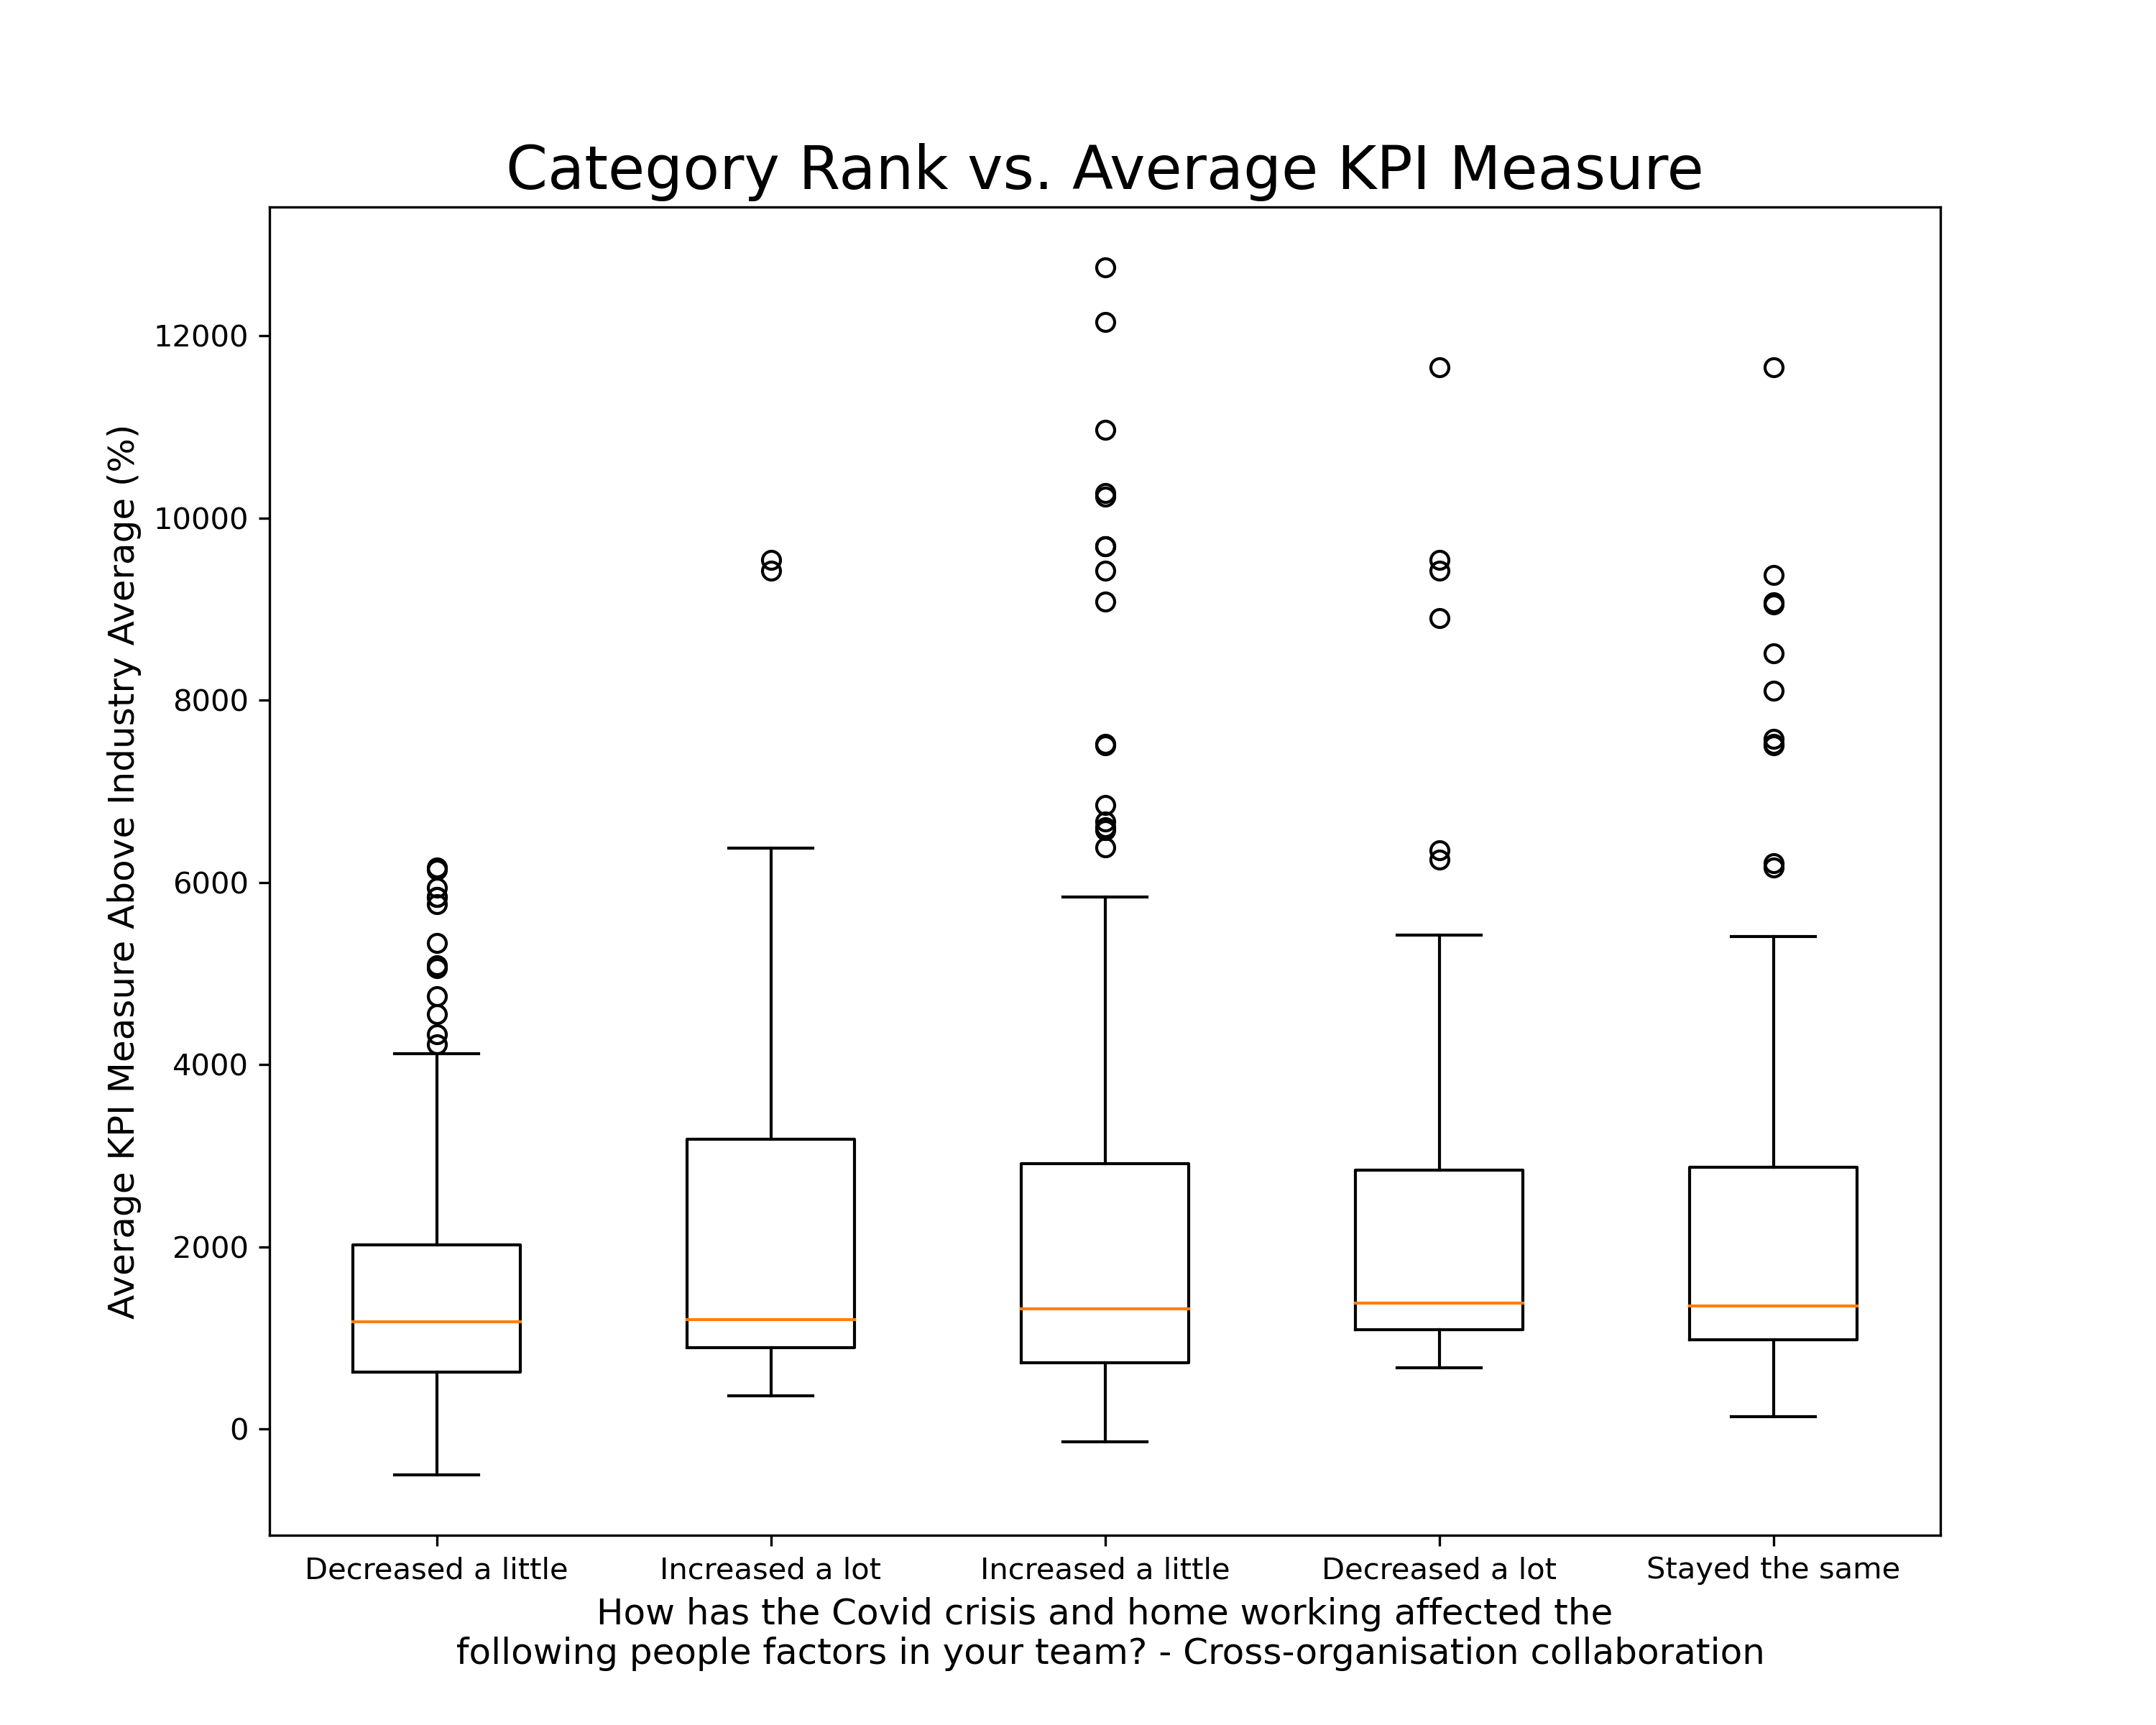 Category Rank vs. Average KPI Measure
Average KPI Measure Above Industry Average (%)
12000
10000
8000
6000
4000
2000
0
Decreased a little
Increased a lot
Increased a little
Decreased a lot
Stayed the same
How has the Covid crisis and home working affected the
following people factors in your team? - Cross-organisation collaboration